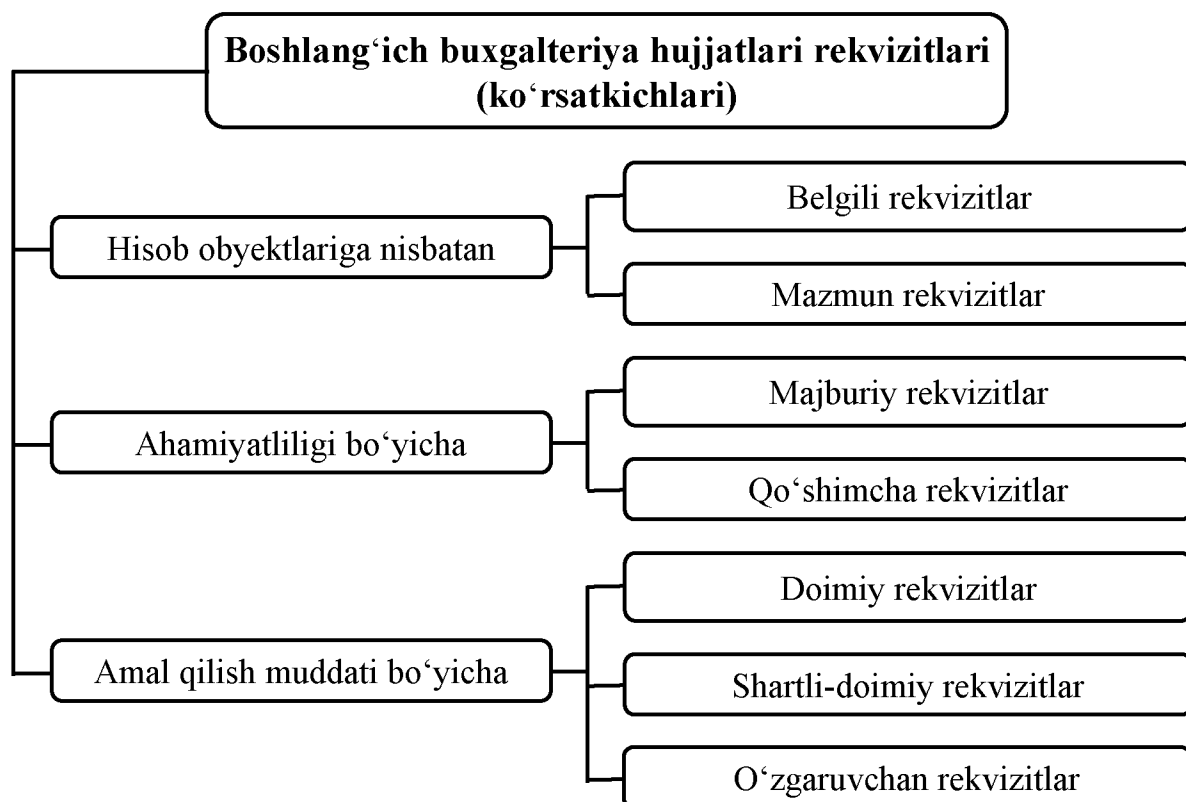 Boshlang‘ich buxgalteriya hujjatlari rekvizitlari
(ko‘rsatkichlari)
Hisob obyektlariga nisbatan
Belgili rekvizitlar
Mazmun rekvizitlar
Ahamiyatliligi bo‘yicha
Majburiy rekvizitlar
Qo‘shimcha rekvizitlar
Amal qilish muddati bo‘yicha
Doimiy rekvizitlar
Shartli-doimiy rekvizitlar
O‘zgaruvchan rekvizitlar